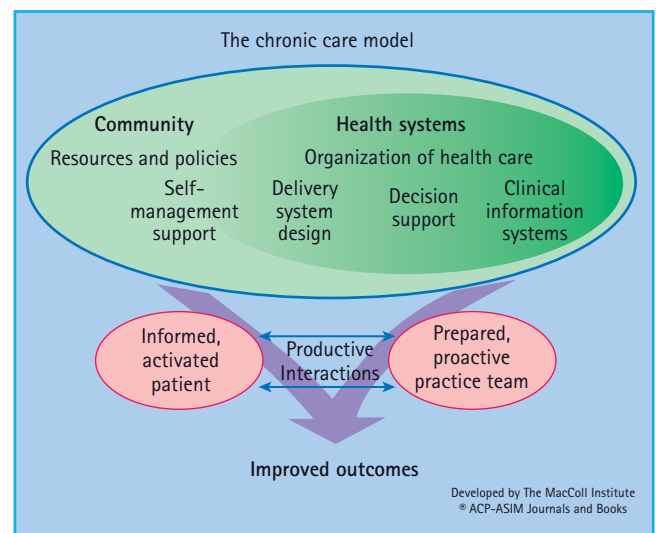 The chronic care model
Community
Health systems
Resources and policies
Organization of health care
Self-
management
support
Delivery
system
design
Decision
support
Clinical
information
systems
Informed,
activated
patient
Productive
Interactions
Prepared,
proactive
practice team
Improved outcomes
Developed by The MacColl Institute
® ACP-ASIM Journals and Books